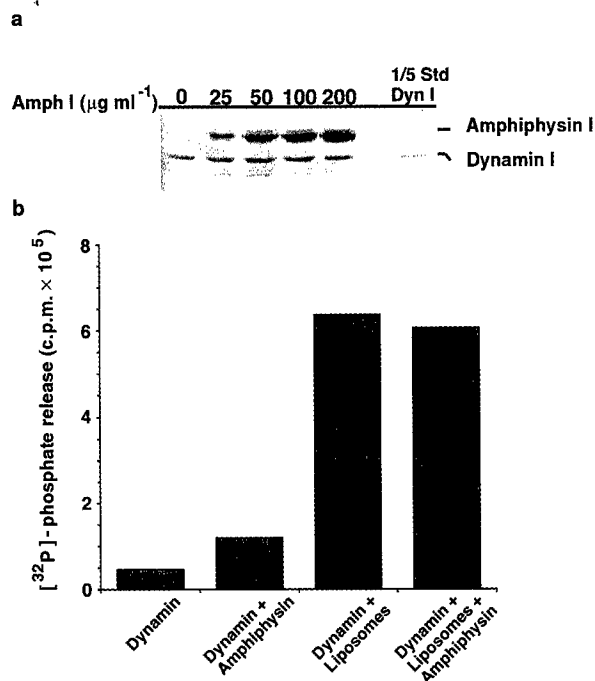 a
1/5 Std
Amph I (μg ml⁻¹) 0 25 50 100 200 Dyn I
Amphiphysin I
Dynamin I
b
[³²P]-phosphate release (c.p.m. × 10⁵)
8
6
4
2
0
Dynamin
Dynamin +
Amphiphysin
Dynamin +
Liposomes
Dynamin +
Liposomes +
Amphiphysin